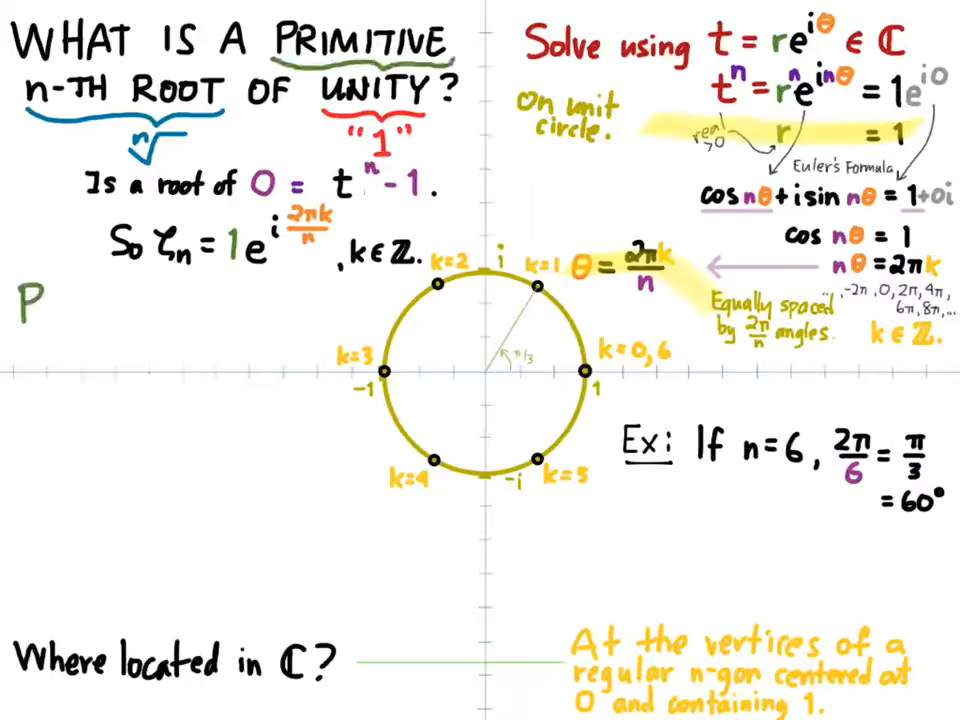 WHAT IS A PRIMITIVE
n-TH ROOT OF UNITY?
n√
"1"
Is a root of 0 = tⁿ - 1.
So ζₙ = 1e^{i 2πk/n}, k ∈ ℤ.
P
Solve using t = re^{iθ} ∈ ℂ
tⁿ = rⁿe^{inθ} = 1e^{i0}
On unit
circle.
real
>0
r = 1
Euler's Formula
cos nθ + i sin nθ = 1+0i
cos nθ = 1
nθ = 2πk
..., -2π, 0, 2π, 4π,
6π, 8π,...
k ∈ ℤ.
θ = 2πk/n
Equally spaced
by 2π/n angles.
k=2
i
k=1
k=3
π/3
k=0,6
-1
1
k=4
-i
k=5
Ex: If n=6, 2π/6 = π/3
= 60°
Where located in ℂ?
At the vertices of a
regular n-gon centered at
0 and containing 1.